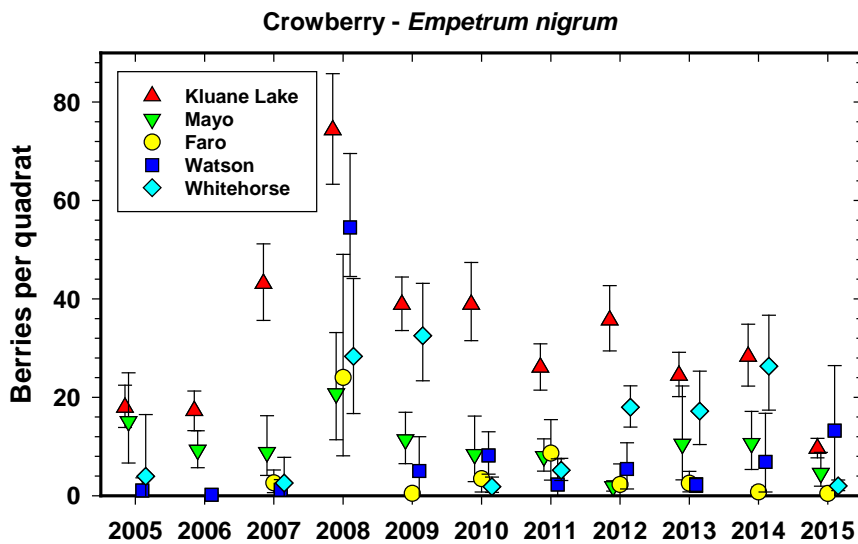 Crowberry - Empetrum nigrum
Berries per quadrat
80
60
40
20
0
Kluane Lake
Mayo
Faro
Watson
Whitehorse
2005 2006 2007 2008 2009 2010 2011 2012 2013 2014 2015